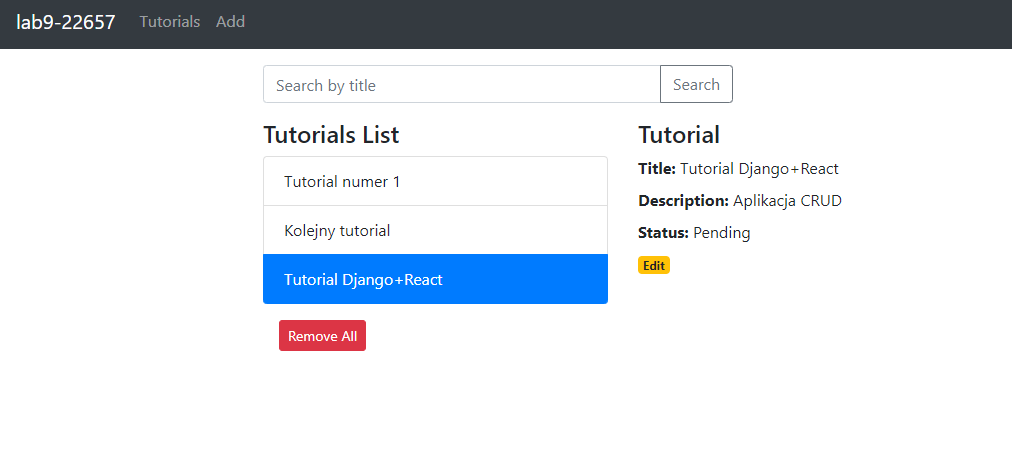 lab9-22657 Tutorials Add
Search by title Search
Tutorials List
Tutorial numer 1
Kolejny tutorial
Tutorial Django+React
Remove All
Tutorial
Title: Tutorial Django+React
Description: Aplikacja CRUD
Status: Pending
Edit